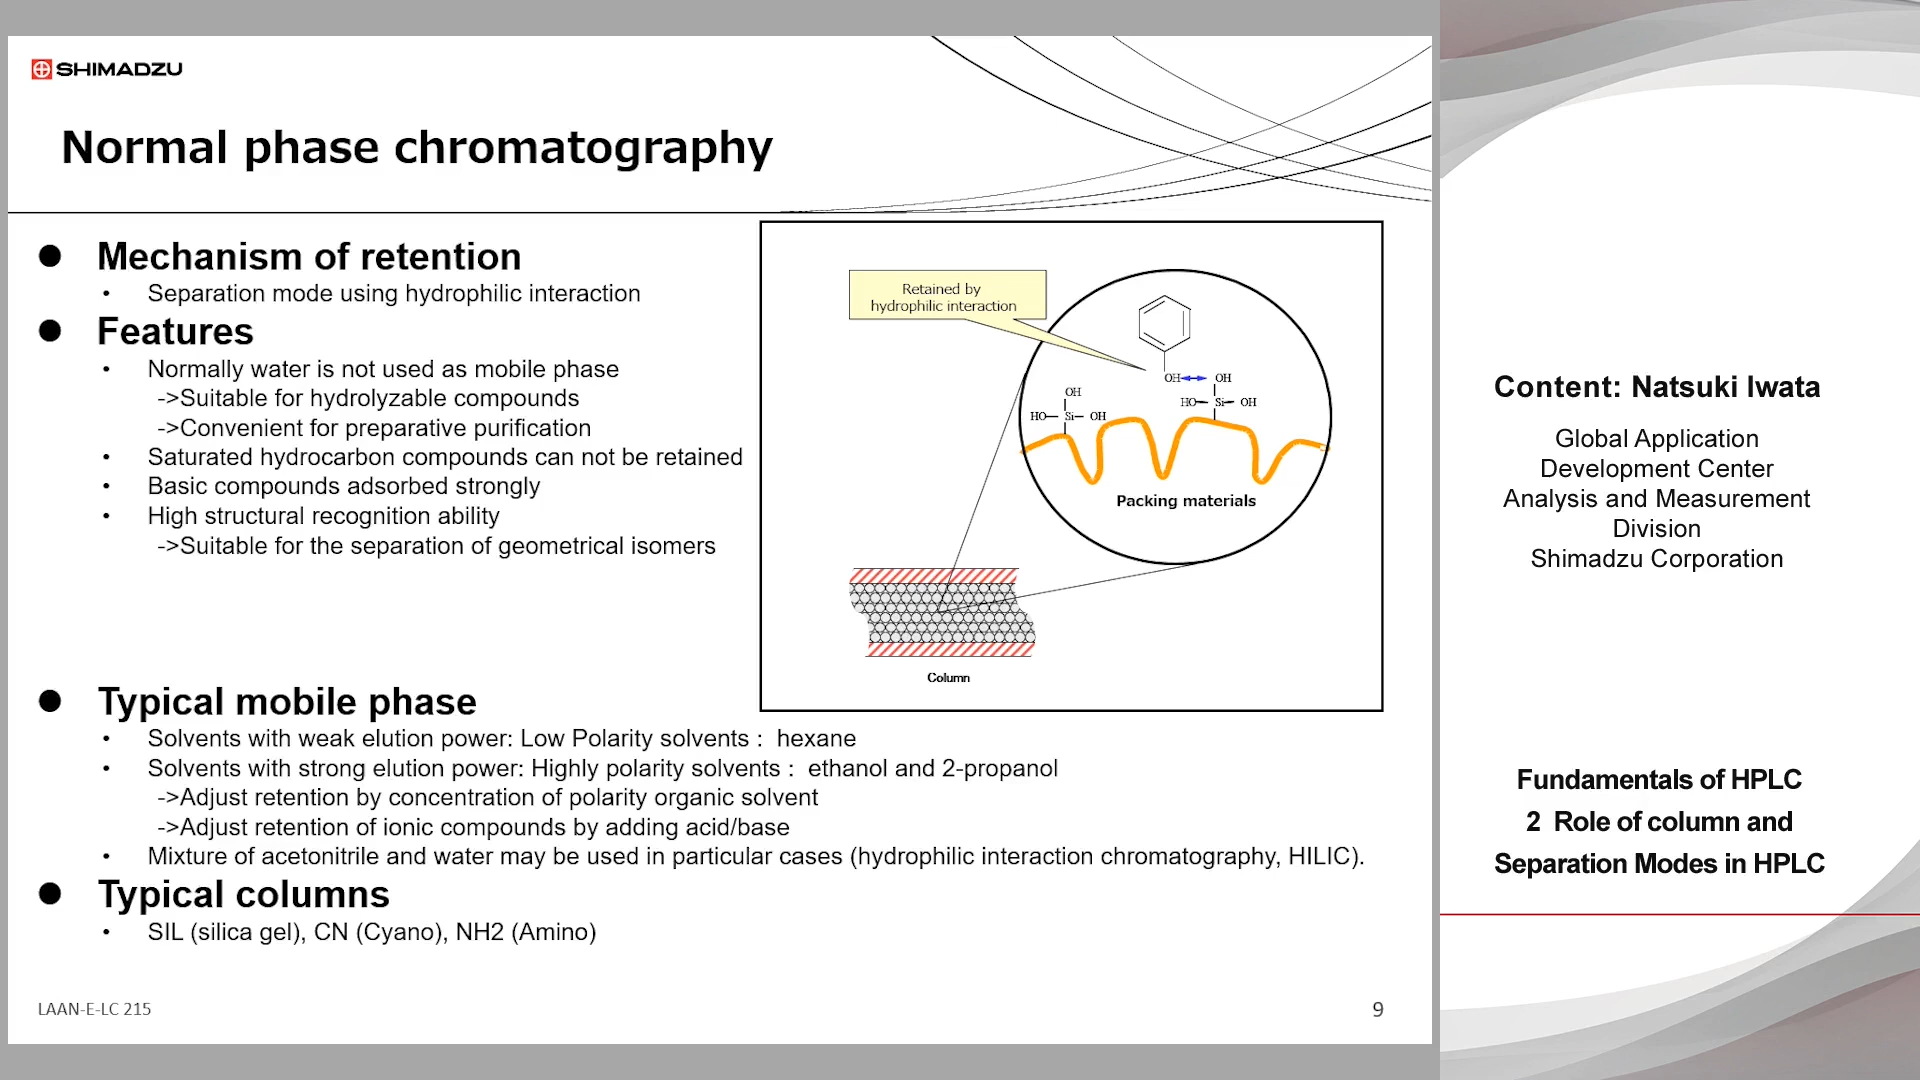 SHIMADZU
Normal phase chromatography
● Mechanism of retention
• Separation mode using hydrophilic interaction
● Features
• Normally water is not used as mobile phase
->Suitable for hydrolyzable compounds
->Convenient for preparative purification
• Saturated hydrocarbon compounds can not be retained
• Basic compounds adsorbed strongly
• High structural recognition ability
->Suitable for the separation of geometrical isomers
Retained by
hydrophilic interaction
OH OH
OH
HO Si OH
HO Si OH
Packing materials
Column
● Typical mobile phase
• Solvents with weak elution power: Low Polarity solvents : hexane
• Solvents with strong elution power: Highly polarity solvents : ethanol and 2-propanol
->Adjust retention by concentration of polarity organic solvent
->Adjust retention of ionic compounds by adding acid/base
• Mixture of acetonitrile and water may be used in particular cases (hydrophilic interaction chromatography, HILIC).
● Typical columns
• SIL (silica gel), CN (Cyano), NH2 (Amino)
LAAN-E-LC 215
9
Content: Natsuki Iwata
Global Application
Development Center
Analysis and Measurement
Division
Shimadzu Corporation
Fundamentals of HPLC
2 Role of column and
Separation Modes in HPLC